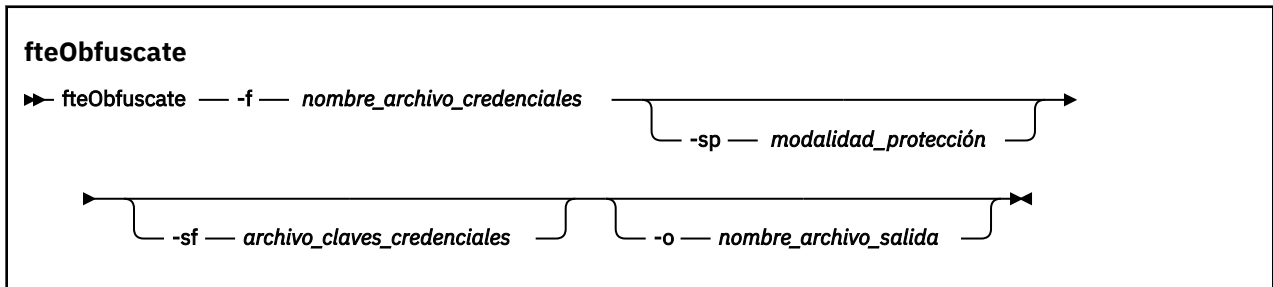 fteObfuscate
fteObfuscate -f nombre_archivo_credenciales
-sp modalidad_protección
-sf archivo_claves_credenciales -o nombre_archivo_salida